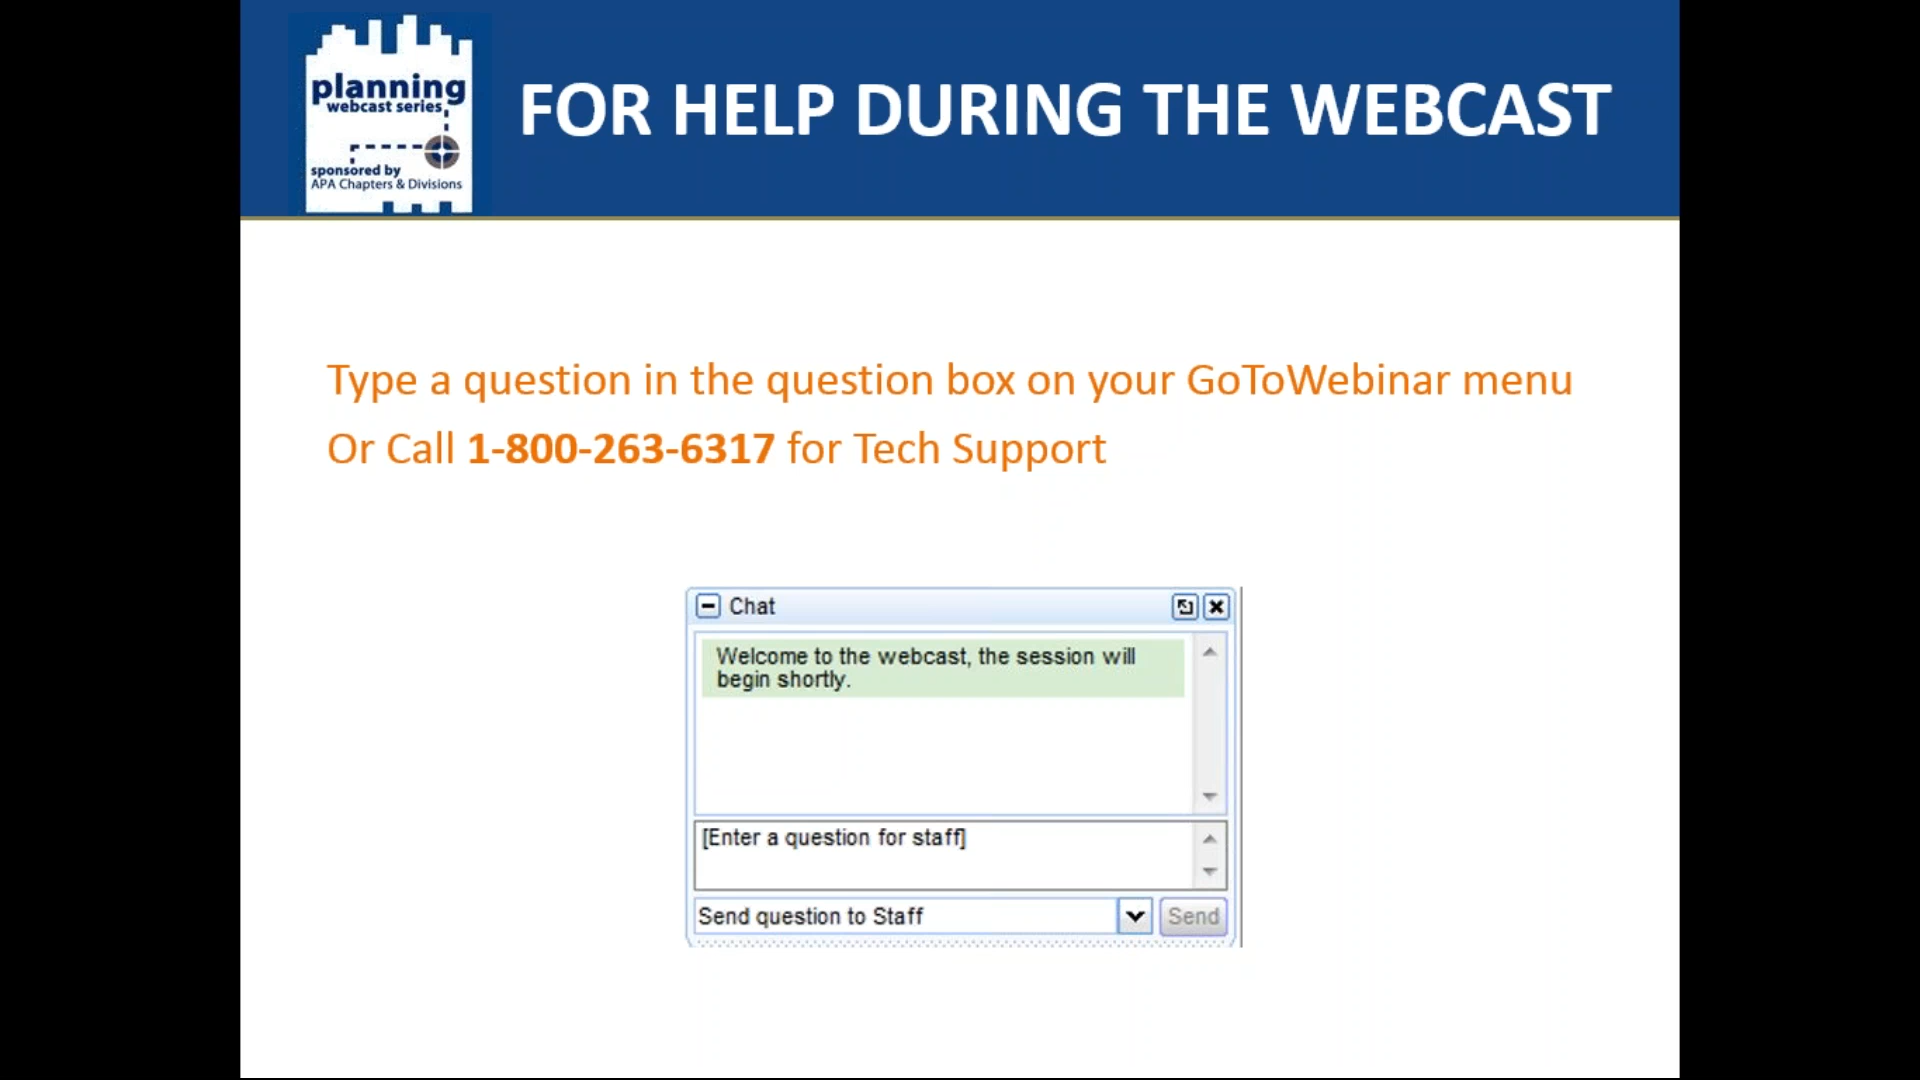 planning
webcast series
sponsored by
APA Chapters & Divisions
FOR HELP DURING THE WEBCAST
Type a question in the question box on your GoToWebinar menu
Or Call 1-800-263-6317 for Tech Support
Chat
Welcome to the webcast, the session will
begin shortly.
[Enter a question for staff]
Send question to Staff
Send